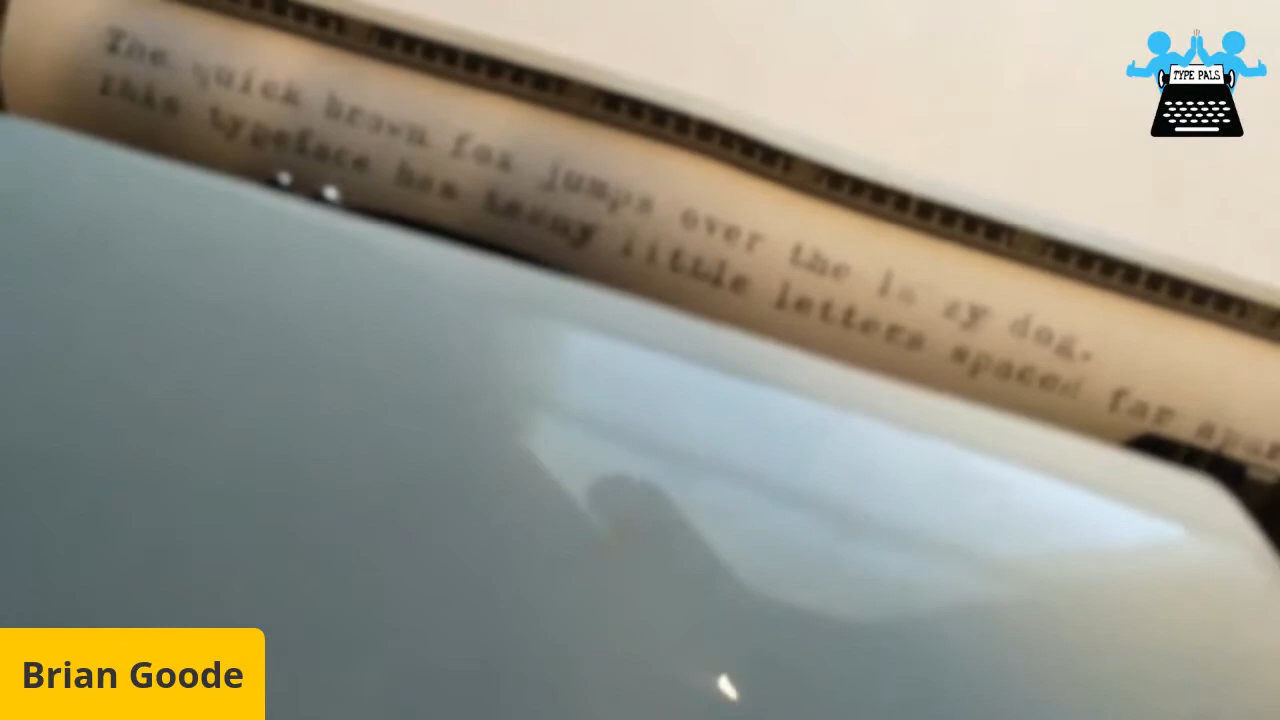 The quick brown fox jumps over the la zy dog.
This typeface has teeny little letters spaced far apart
TYPE PALS
Brian Goode